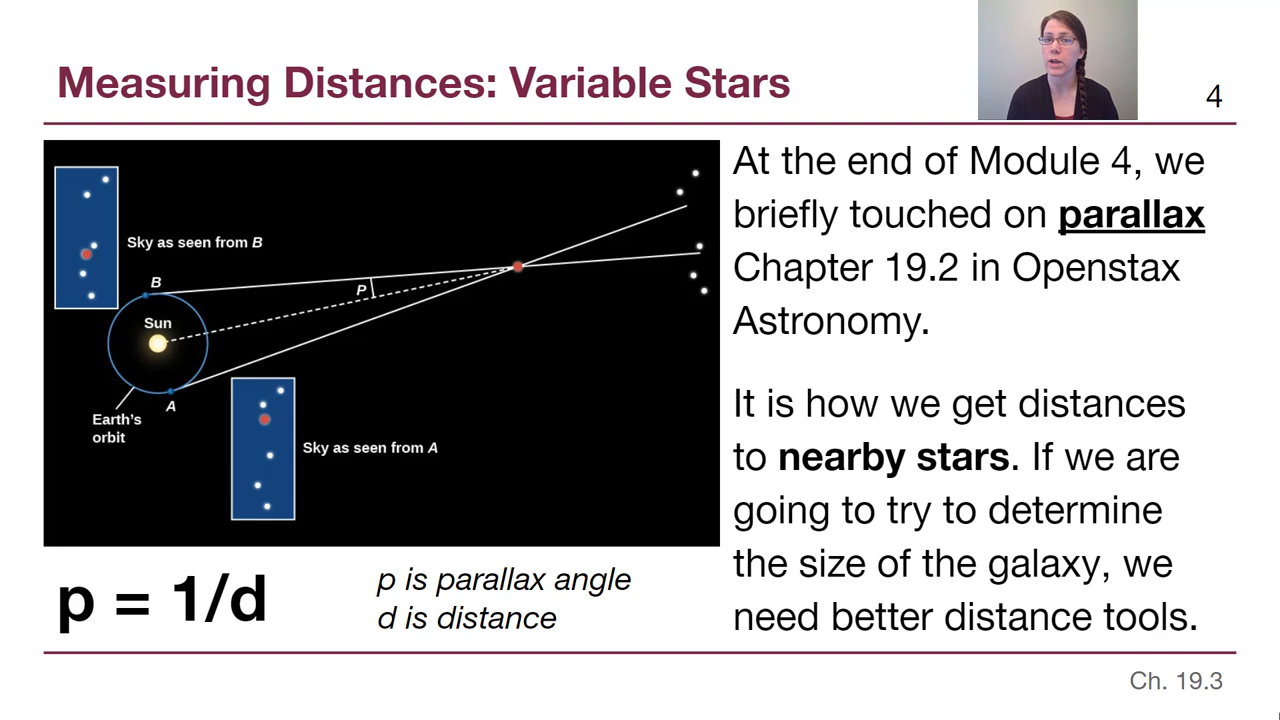 Measuring Distances: Variable Stars
4
Sky as seen from B
B
P
Sun
A
Earth's
orbit
Sky as seen from A
At the end of Module 4, we
briefly touched on parallax
Chapter 19.2 in Openstax
Astronomy.
It is how we get distances
to nearby stars. If we are
going to try to determine
the size of the galaxy, we
need better distance tools.
p = 1/d
p is parallax angle
d is distance
Ch. 19.3